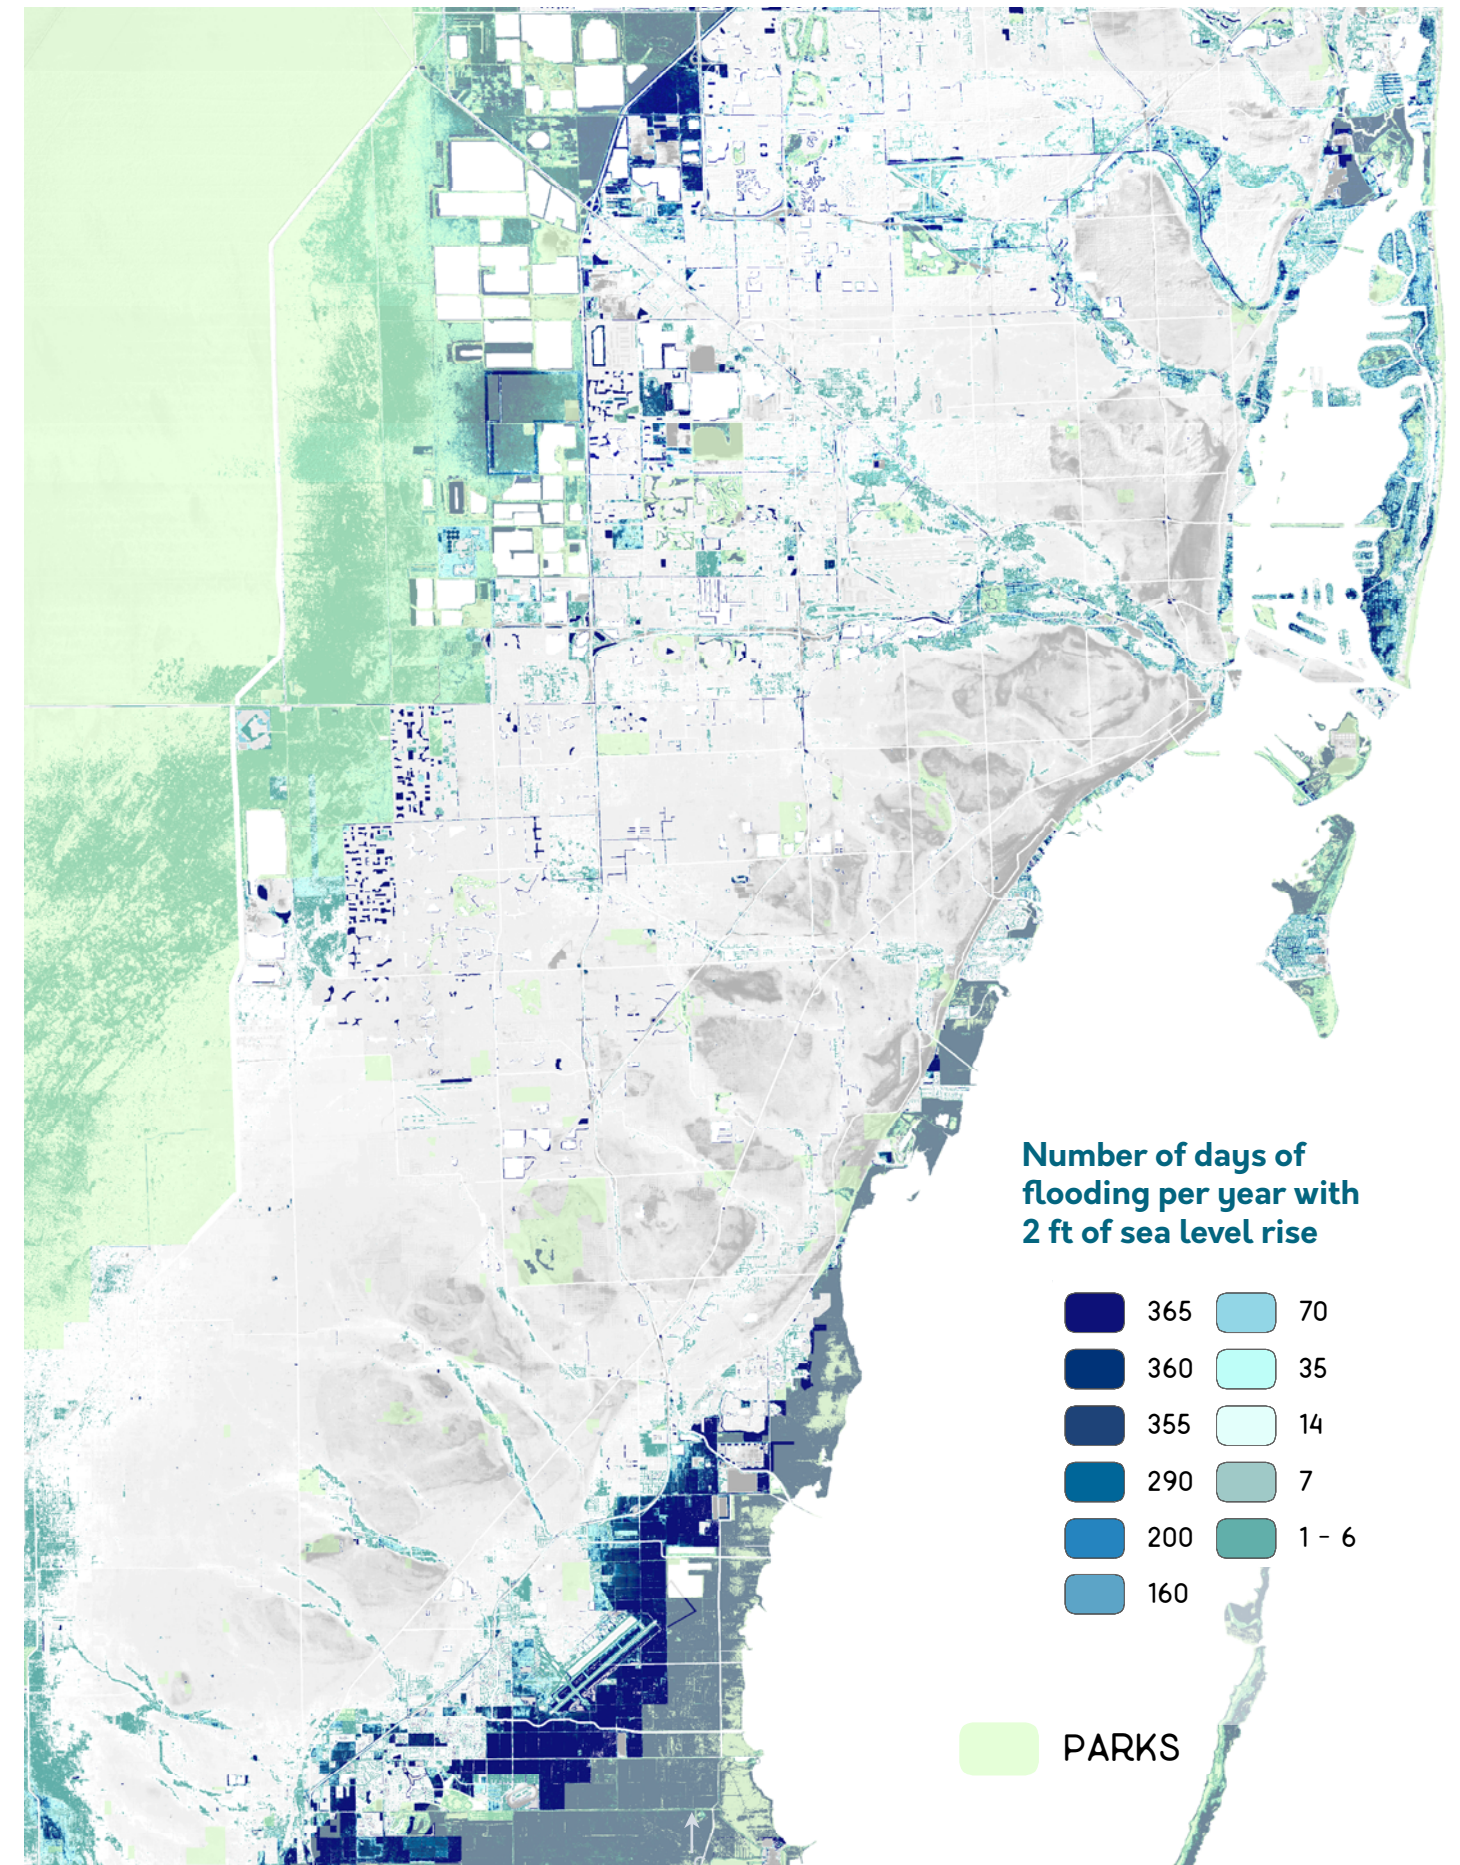 Number of days of
flooding per year with
2 ft of sea level rise
365
360
355
290
200
160
70
35
14
7
1 - 6
PARKS